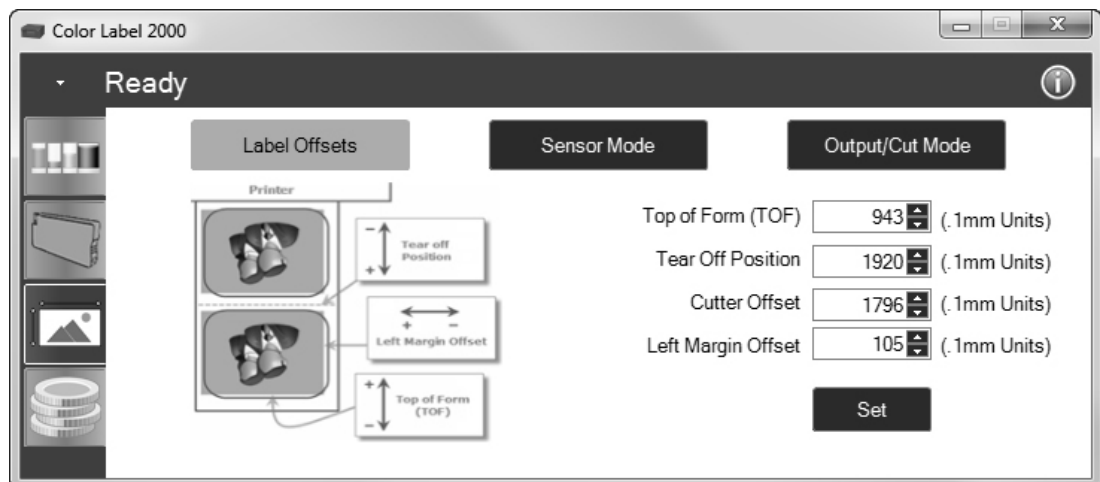 Color Label 2000
Ready
Label Offsets
Sensor Mode
Output/Cut Mode
Printer
Tear off
Position
Left Margin Offset
Top of Form
(TOF)
Top of Form (TOF) 943 (.1mm Units)
Tear Off Position 1920 (.1mm Units)
Cutter Offset 1796 (.1mm Units)
Left Margin Offset 105 (.1mm Units)
Set